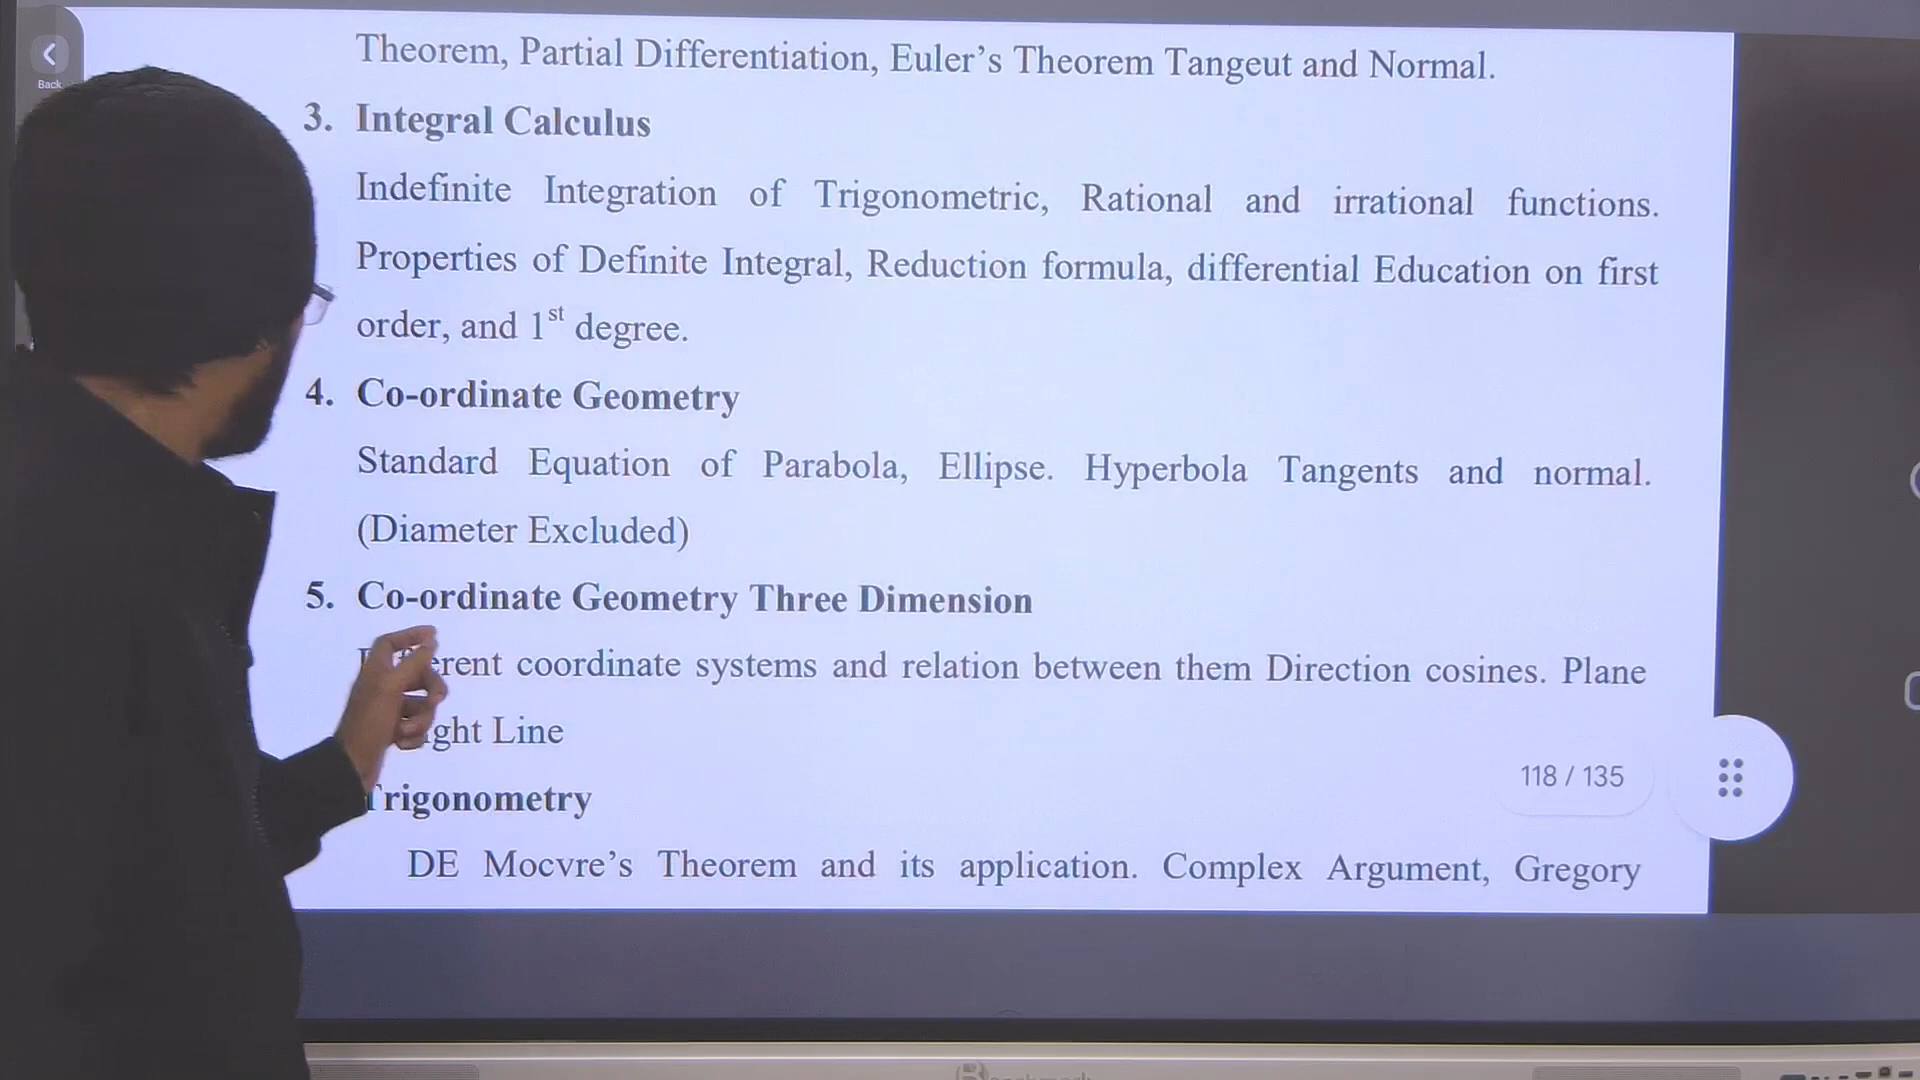 Back
Theorem, Partial Differentiation, Euler’s Theorem Tangeut and Normal.
3. Integral Calculus
Indefinite Integration of Trigonometric, Rational and irrational functions.
Properties of Definite Integral, Reduction formula, differential Education on first
order, and 1st degree.
4. Co-ordinate Geometry
Standard Equation of Parabola, Ellipse. Hyperbola Tangents and normal.
(Diameter Excluded)
5. Co-ordinate Geometry Three Dimension
coordinate systems and relation between them Direction cosines. Plane
Line
118 / 135
Trigonometry
DE Mocvre’s Theorem and its application. Complex Argument, Gregory